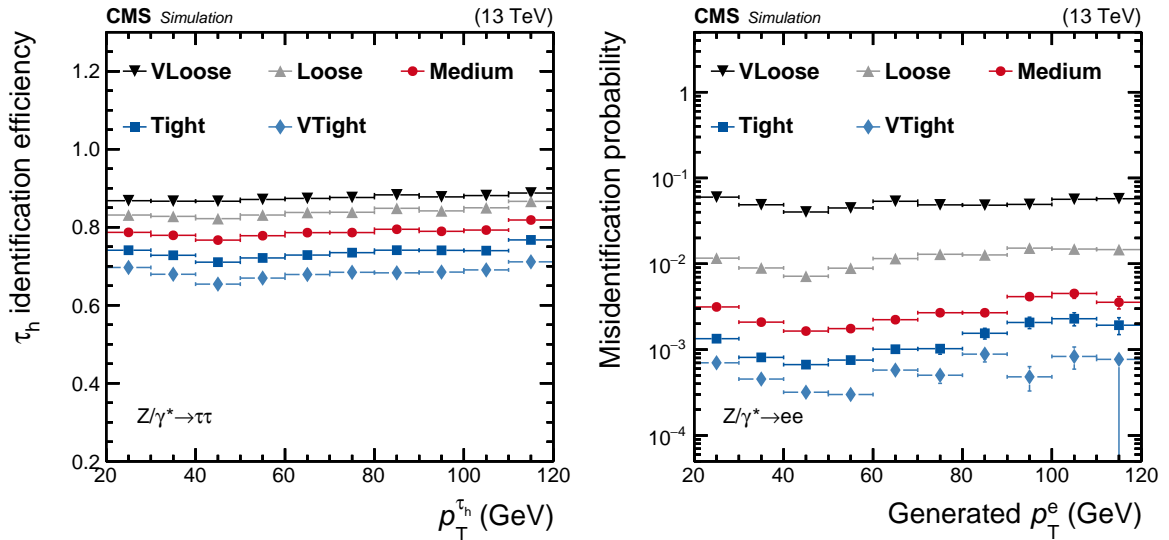 CMS Simulation (13 TeV)
τh identification efficiency
VLoose Loose Medium
Tight VTight
1.2
1.0
0.8
0.6
0.4
0.2
Z/γ*→ττ
20 40 60 80 100 120
pT^τh (GeV)
CMS Simulation (13 TeV)
Misidentification probability
VLoose Loose Medium
Tight VTight
1
10⁻¹
10⁻²
10⁻³
10⁻⁴
Z/γ*→ee
20 40 60 80 100 120
Generated pT^e (GeV)